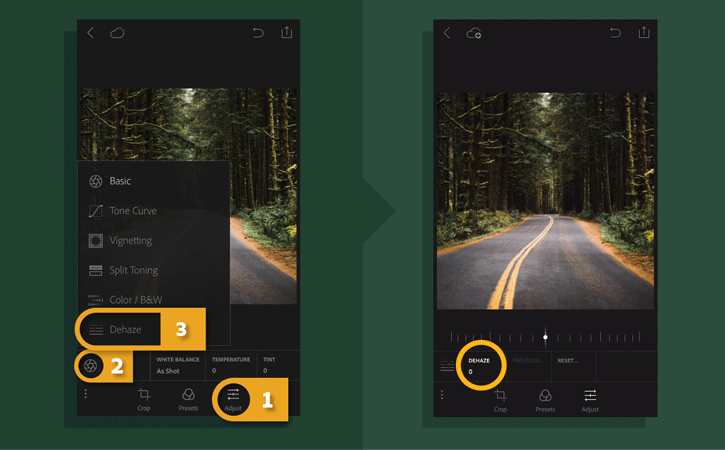 Basic
Tone Curve
Vignetting
Split Toning
Color / B&W
Dehaze
3
2
WHITE BALANCE
As Shot
TEMPERATURE
0
TINT
0
Crop
Presets
Adjust
1
DEHAZE
0
PREVIOUS...
RESET...
Crop
Presets
Adjust